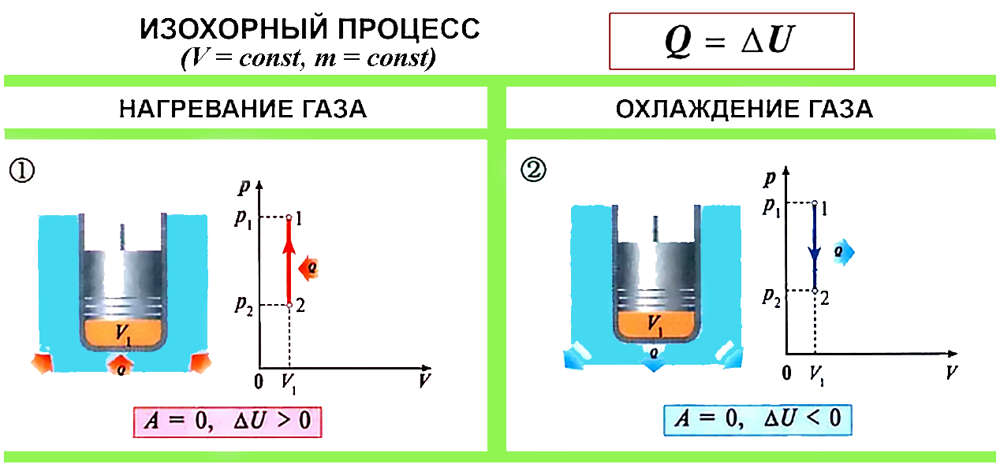 ИЗОХОРНЫЙ ПРОЦЕСС
(V = const, m = const)
Q = ΔU
НАГРЕВАНИЕ ГАЗА
ОХЛАЖДЕНИЕ ГАЗА
①
p
p₁
1
Q
p₂
2
V₁
Q
0
V₁
V
A = 0, ΔU > 0
②
p
p₁
1
Q
p₂
2
V₁
Q
0
V₁
V
A = 0, ΔU < 0